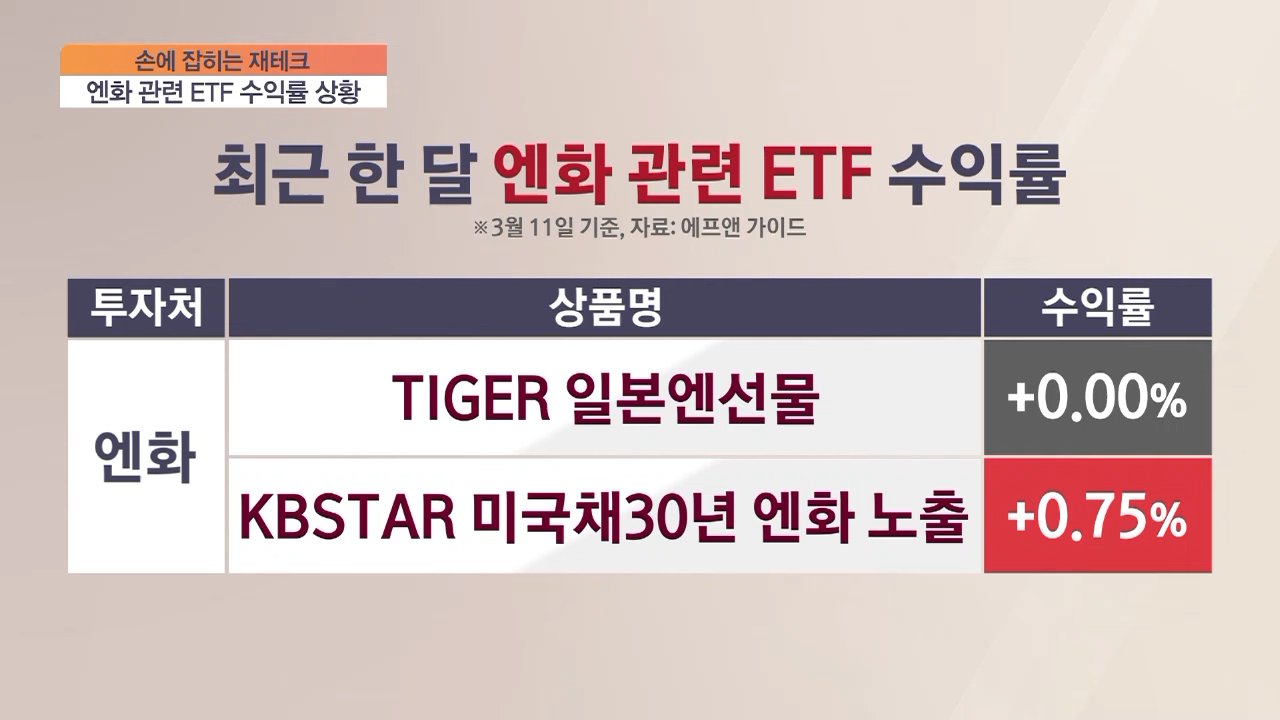 손에 잡히는 재테크
엔화 관련 ETF 수익률 상황
최근 한 달 엔화 관련 ETF 수익률
※3월 11일 기준, 자료: 에프앤 가이드
투자처 상품명 수익률
TIGER 일본엔선물 +0.00%
엔화
KBSTAR 미국채30년 엔화 노출 +0.75%